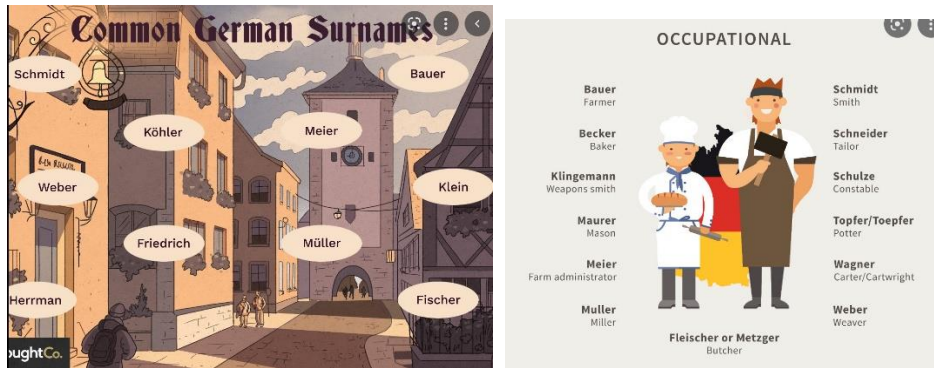 Common German Surnames
Schmidt
Bauer
Köhler
Meier
Weber
Klein
Friedrich
Müller
Herrman
Fischer
oughtCo.
OCCUPATIONAL
Bauer
Farmer
Becker
Baker
Klingemann
Weapons smith
Maurer
Mason
Meier
Farm administrator
Muller
Miller
Schmidt
Smith
Schneider
Tailor
Schulze
Constable
Topfer/Toepfer
Potter
Wagner
Carter/Cartwright
Weber
Weaver
Fleischer or Metzger
Butcher